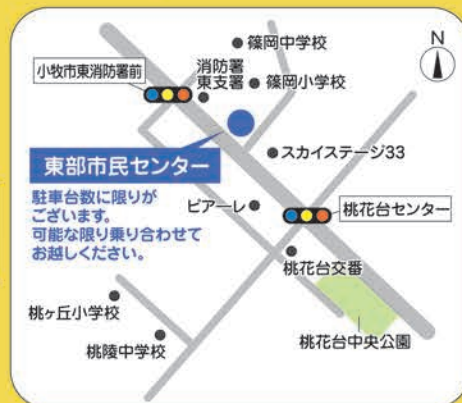 篠岡中学校
N
小牧市東消防署前
消防署
東支署
篠岡小学校
東部市民センター
スカイステージ33
駐車台数に限りが
ございます。
可能な限り乗り合わせて
お越しください。
ピアーレ
桃花台センター
桃花台交番
桃ヶ丘小学校
桃陵中学校
桃花台中央公園